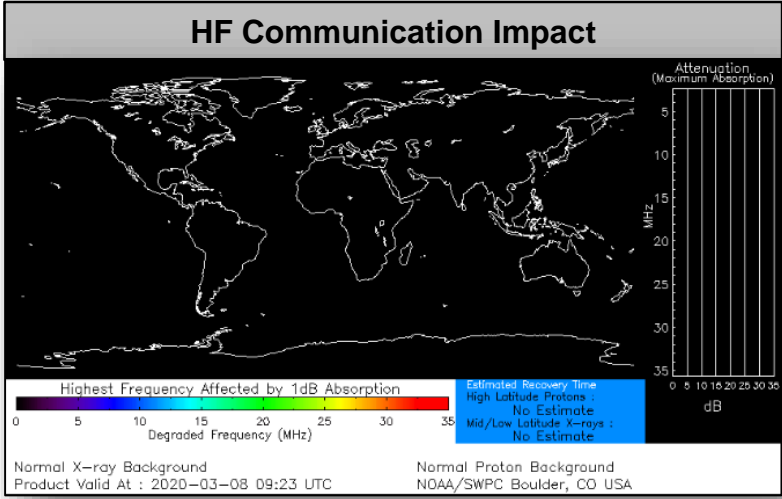 HF Communication Impact
Attenuation
(Maximum Absorption)
5
10
15
20
25
30
35
MHz
0 5 10 15 20 25 30 35
dB
Highest Frequency Affected by 1dB Absorption
0 5 10 15 20 25 30 35
Degraded Frequency (MHz)
Estimated Recovery Time
High Latitude Protons :
No Estimate
Mid/Low Latitude X-rays :
No Estimate
Normal X-ray Background
Normal Proton Background
Product Valid At : 2020-03-08 09:23 UTC
NOAA/SWPC Boulder, CO USA